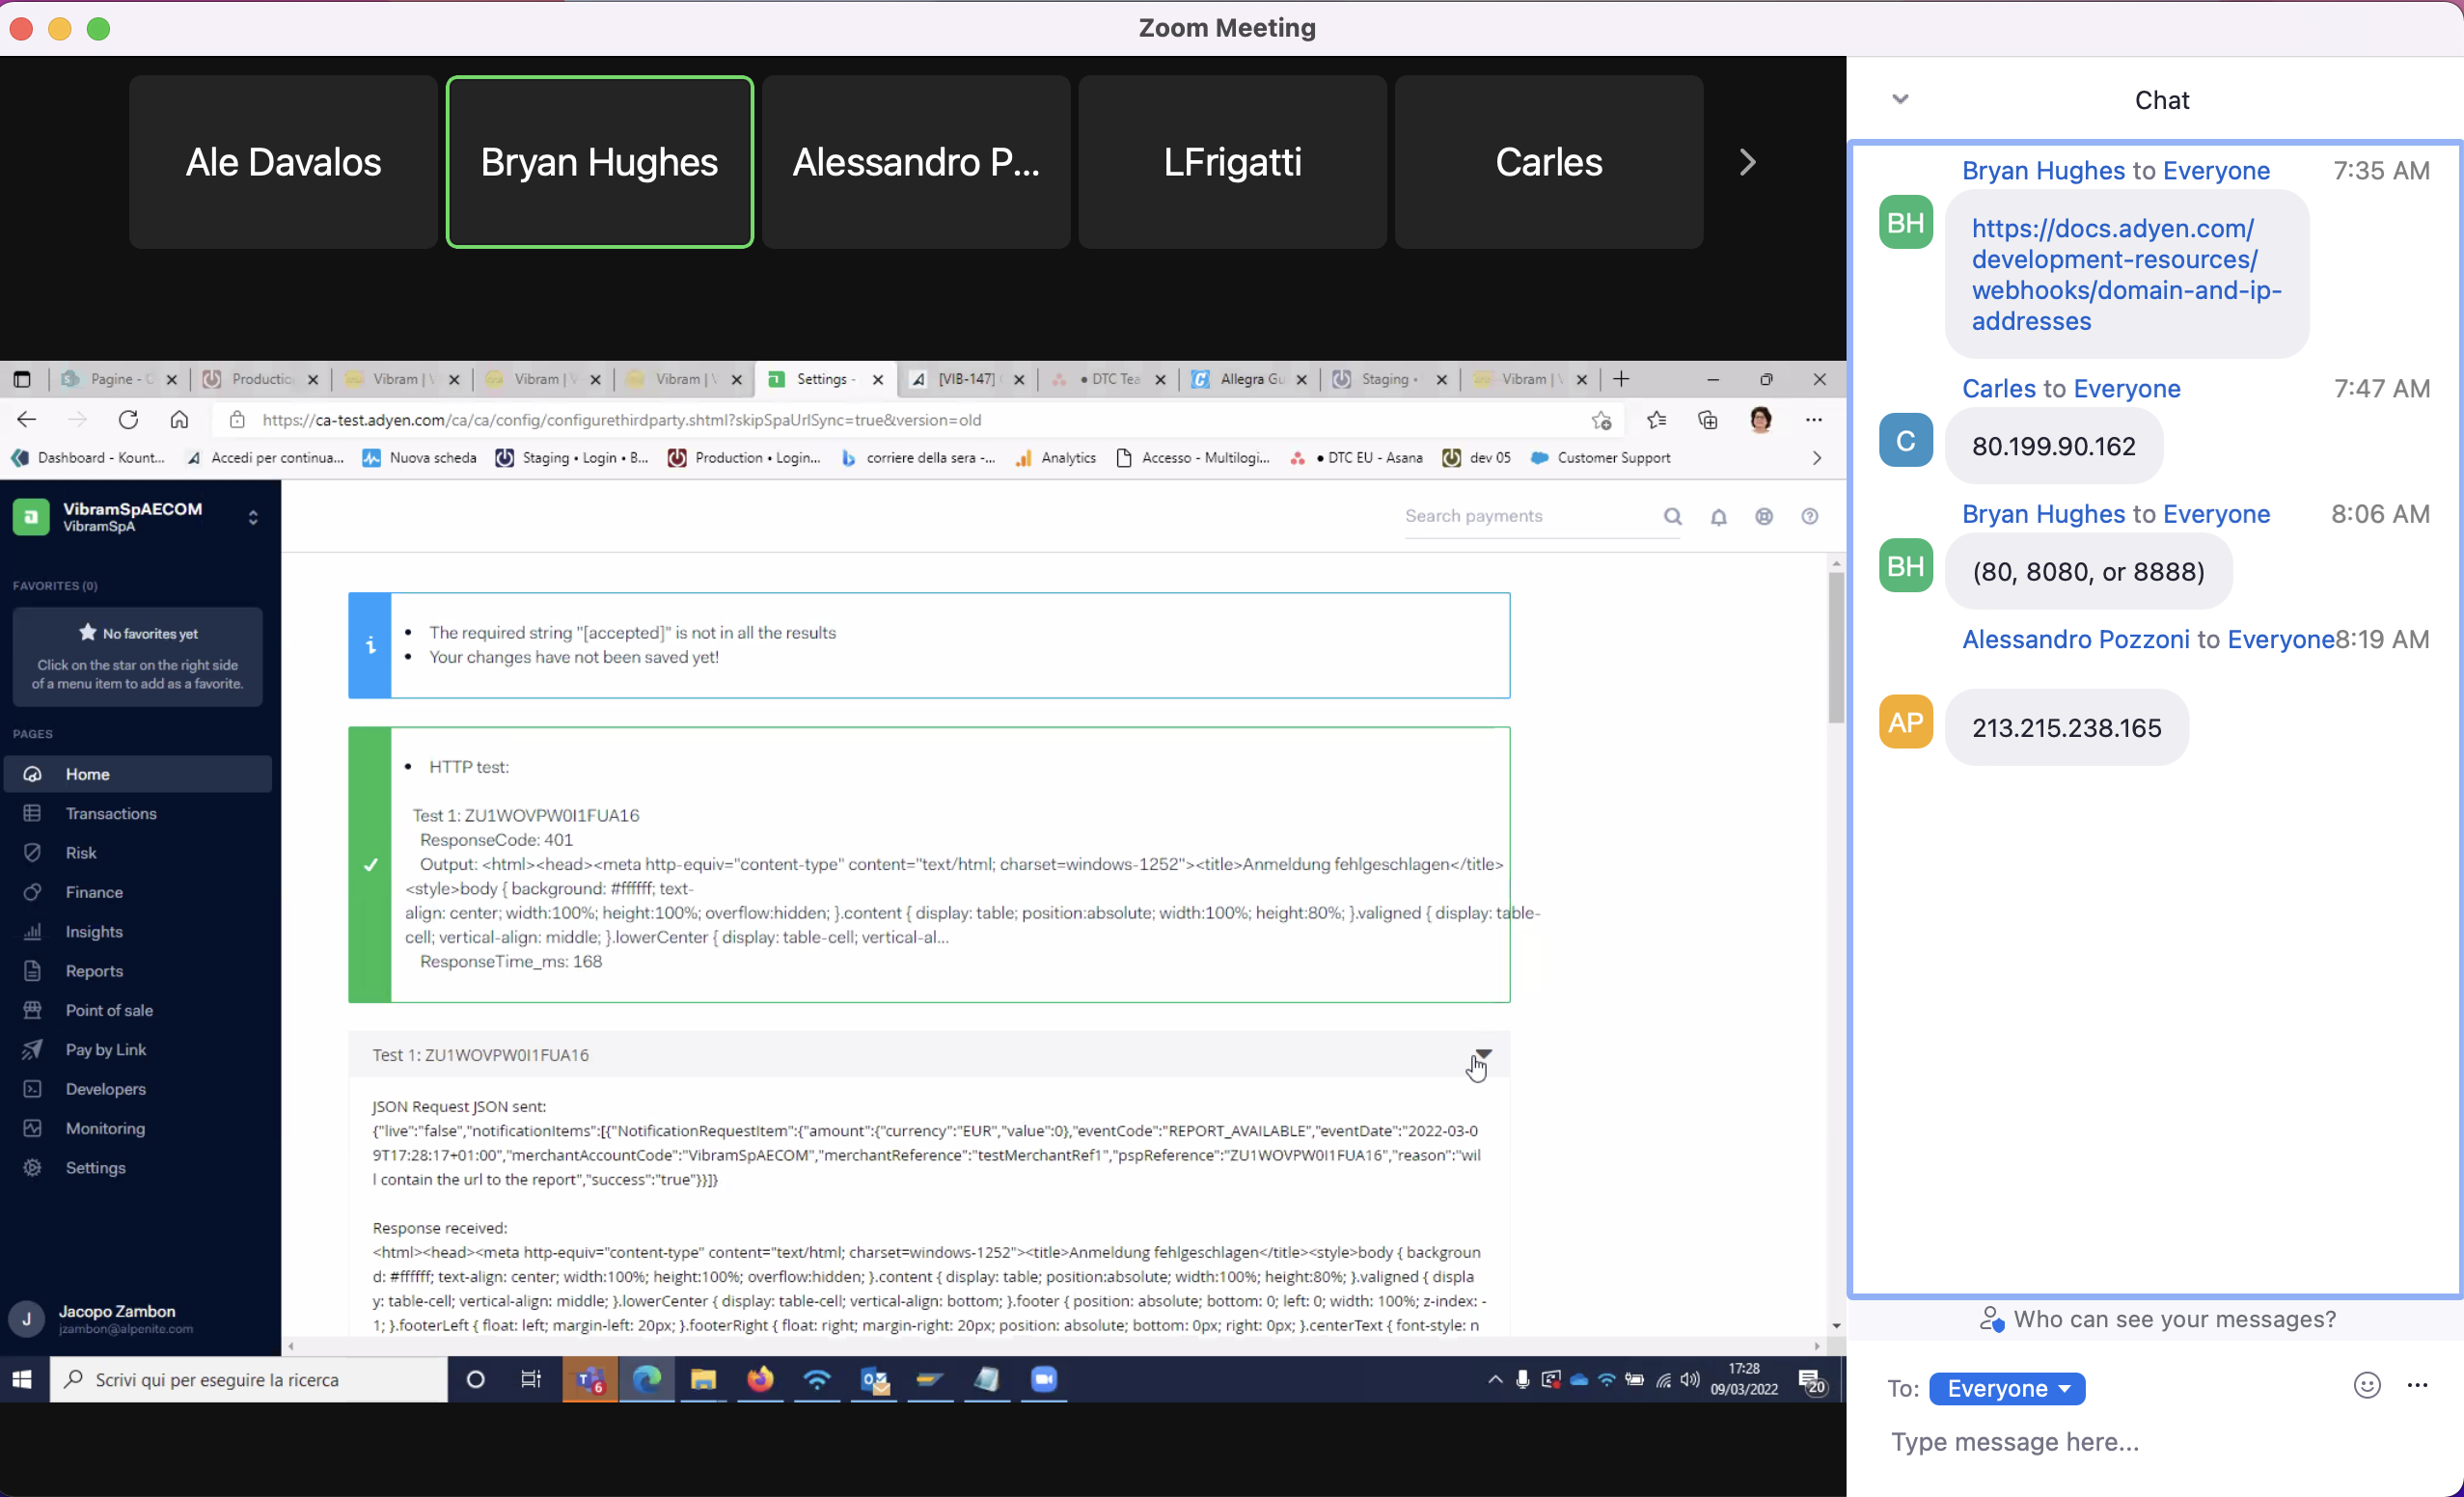 Zoom Meeting
Ale Davalos
Bryan Hughes
Alessandro P...
LFrigatti
Carles
Pagine - C
Productio
Vibram | V
Vibram | V
Vibram | \
Settings -
[VIB-147]
• DTC Tea
Allegra Gu
Staging •
Vibram | \
https://ca-test.adyen.com/ca/ca/config/configurethirdparty.shtml?skipSpaUrlSync=true&version=old
Dashboard - Kount...
Accedi per continua...
Nuova scheda
Staging • Login • B...
Production • Login...
corriere della sera -...
Analytics
Accesso - Multilogi...
• DTC EU - Asana
dev 05
Customer Support
VibramSpAECOM
VibramSpA
Search payments
FAVORITES (0)
No favorites yet
Click on the star on the right side
of a menu item to add as a favorite.
PAGES
Home
Transactions
Risk
Finance
Insights
Reports
Point of sale
Pay by Link
Developers
Monitoring
Settings
J
Jacopo Zambon
jzambon@alpenite.com
• The required string "[accepted]" is not in all the results
• Your changes have not been saved yet!
• HTTP test:
Test 1: ZU1WOVPW0I1FUA16
ResponseCode: 401
Output: <html><head><meta http-equiv="content-type" content="text/html; charset=windows-1252"><title>Anmeldung fehlgeschlagen</title>
<style>body { background: #ffffff; text-
align: center; width:100%; height:100%; overflow:hidden; }.content { display: table; position:absolute; width:100%; height:80%; }.valigned { display: table-
cell; vertical-align: middle; }.lowerCenter { display: table-cell; vertical-al...
ResponseTime_ms: 168
Test 1: ZU1WOVPW0I1FUA16
JSON Request JSON sent:
{"live":"false","notificationItems":[{"NotificationRequestItem":{"amount":{"currency":"EUR","value":0},"eventCode":"REPORT_AVAILABLE","eventDate":"2022-03-0
9T17:28:17+01:00","merchantAccountCode":"VibramSpAECOM","merchantReference":"testMerchantRef1","pspReference":"ZU1WOVPW0I1FUA16","reason":"wil
l contain the url to the report","success":"true"}}]}
Response received:
<html><head><meta http-equiv="content-type" content="text/html; charset=windows-1252"><title>Anmeldung fehlgeschlagen</title><style>body { backgroun
d: #ffffff; text-align: center; width:100%; height:100%; overflow:hidden; }.content { display: table; position:absolute; width:100%; height:80%; }.valigned { displa
y: table-cell; vertical-align: middle; }.lowerCenter { display: table-cell; vertical-align: bottom; }.footer { position: absolute; bottom: 0; left: 0; width: 100%; z-index: -
1; }.footerLeft { float: left; margin-left: 20px; }.footerRight { float: right; margin-right: 20px; position: absolute; bottom: 0px; right: 0px; }.centerText { font-style: n
Scrivi qui per eseguire la ricerca
6
17:28
09/03/2022
20
Chat
Bryan Hughes to Everyone 7:35 AM
BH
https://docs.adyen.com/
development-resources/
webhooks/domain-and-ip-
addresses
Carles to Everyone 7:47 AM
C
80.199.90.162
Bryan Hughes to Everyone 8:06 AM
BH
(80, 8080, or 8888)
Alessandro Pozzoni to Everyone8:19 AM
AP
213.215.238.165
Who can see your messages?
To: Everyone
Type message here...